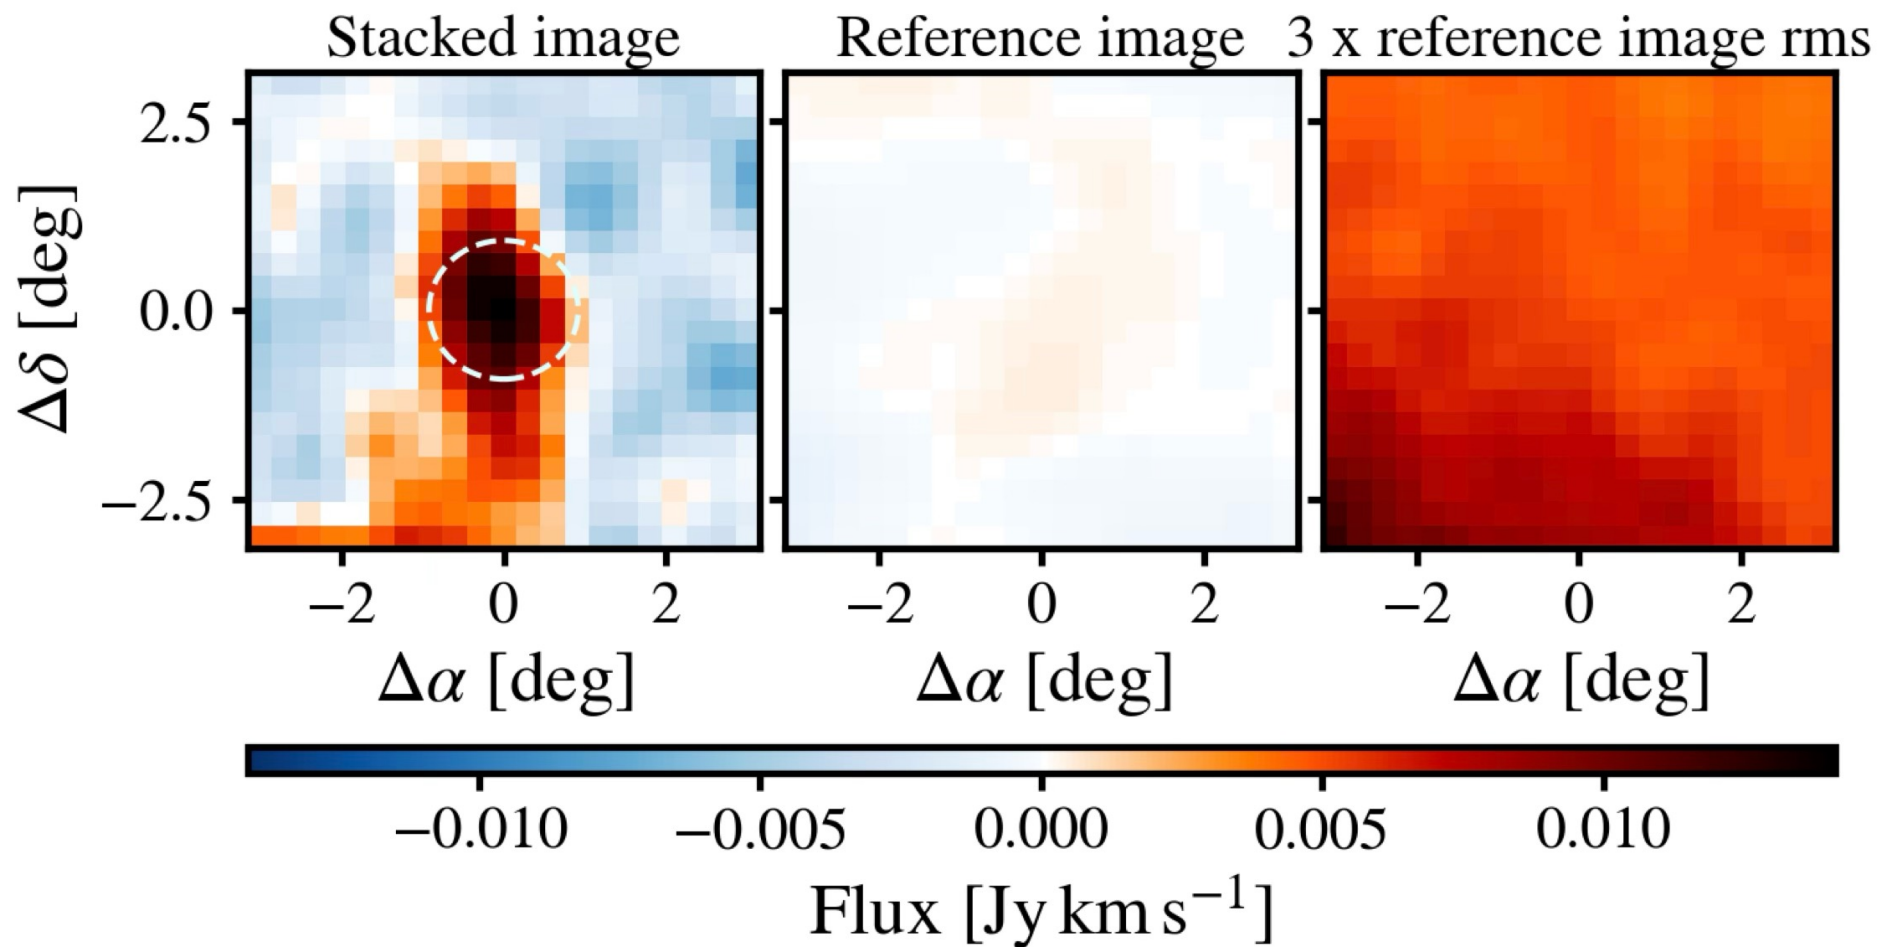 Stacked image Reference image 3 x reference image rms
2.5
0.0
−2.5
Δδ [deg]
−2 0 2 −2 0 2 −2 0 2
Δα [deg] Δα [deg] Δα [deg]
−0.010 −0.005 0.000 0.005 0.010
Flux [Jy km s⁻¹]